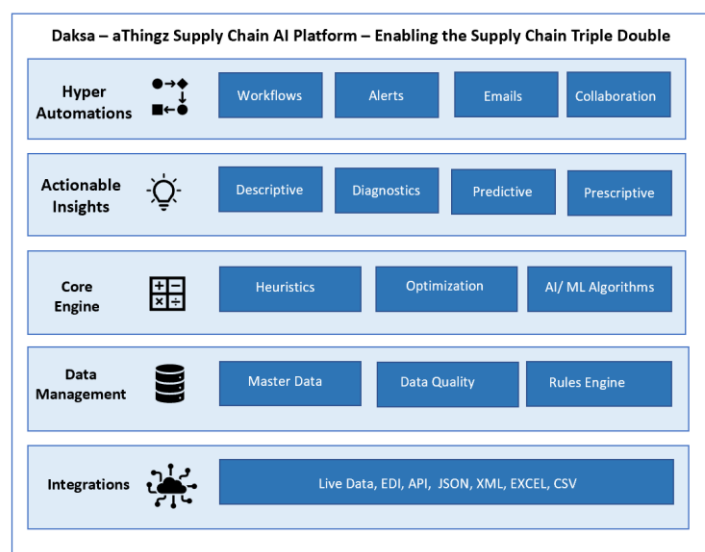 Daksa – aThingz Supply Chain AI Platform – Enabling the Supply Chain Triple Double
Hyper
Automations
Workflows
Alerts
Emails
Collaboration
Actionable
Insights
Descriptive
Diagnostics
Predictive
Prescriptive
Core
Engine
Heuristics
Optimization
AI/ ML Algorithms
Data
Management
Master Data
Data Quality
Rules Engine
Integrations
Live Data, EDI, API, JSON, XML, EXCEL, CSV